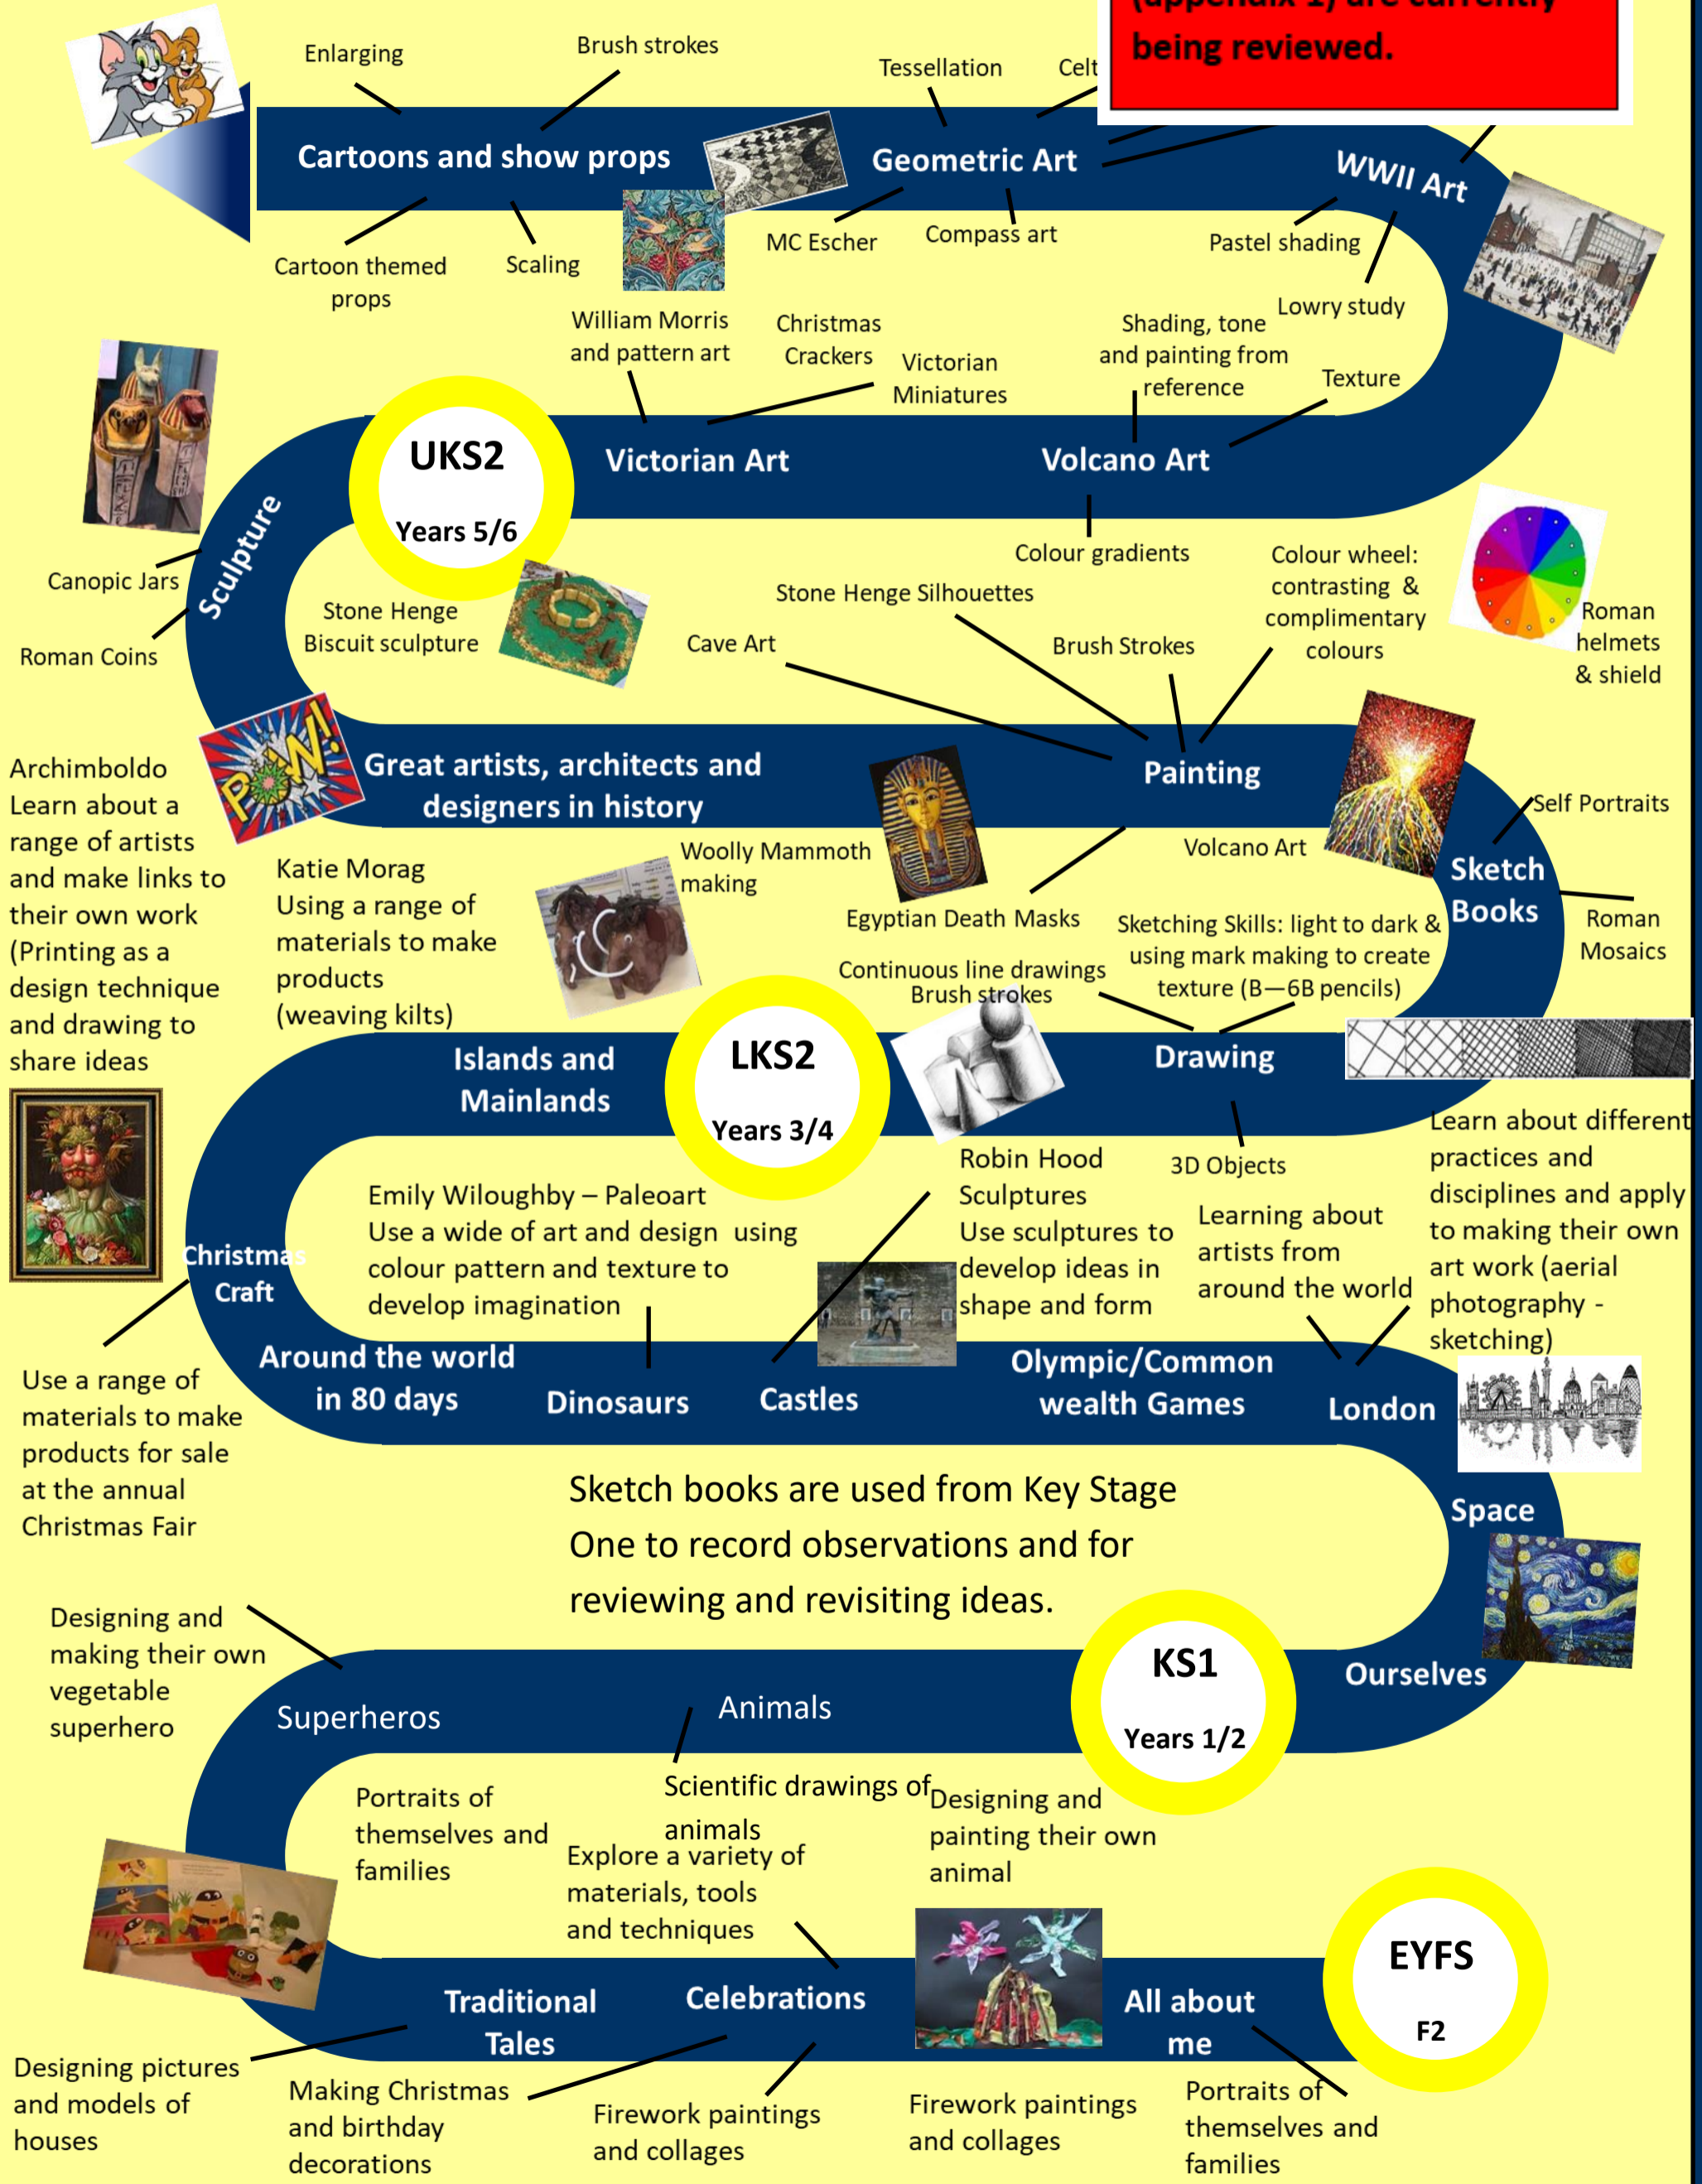 (appendix 1) are currently
being reviewed.
Enlarging
Brush strokes
Tessellation
Celt
Cartoons and show props
Geometric Art
WWII Art
MC Escher
Compass art
Pastel shading
Cartoon themed
props
Scaling
Lowry study
William Morris
and pattern art
Christmas
Crackers
Victorian
Miniatures
Shading, tone
and painting from
reference
Texture
UKS2
Years 5/6
Victorian Art
Volcano Art
Sculpture
Canopic Jars
Roman Coins
Stone Henge
Biscuit sculpture
Colour gradients
Stone Henge Silhouettes
Cave Art
Brush Strokes
Colour wheel:
contrasting &
complimentary
colours
Roman
helmets
& shield
POW!
Great artists, architects and
designers in history
Painting
Archimboldo
Learn about a
range of artists
and make links to
their own work
(Printing as a
design technique
and drawing to
share ideas
Katie Morag
Using a range of
materials to make
products
(weaving kilts)
Woolly Mammoth
making
Egyptian Death Masks
Volcano Art
Self Portraits
Sketch
Books
Roman
Mosaics
Sketching Skills: light to dark &
using mark making to create
texture (B—6B pencils)
Continuous line drawings
Brush strokes
Islands and
Mainlands
LKS2
Years 3/4
Drawing
3D Objects
Learn about different
practices and
disciplines and apply
to making their own
art work (aerial
photography -
sketching)
Emily Wiloughby – Paleoart
Use a wide of art and design  using
colour pattern and texture to
develop imagination
Robin Hood
Sculptures
Use sculptures to
develop ideas in
shape and form
Learning about
artists from
around the world
Christmas
Craft
Use a range of
materials to make
products for sale
at the annual
Christmas Fair
Around the world
in 80 days
Dinosaurs
Castles
Olympic/Common
wealth Games
London
Sketch books are used from Key Stage
One to record observations and for
reviewing and revisiting ideas.
Space
Designing and
making their own
vegetable
superhero
Superheros
Animals
KS1
Years 1/2
Ourselves
Portraits of
themselves and
families
Scientific drawings of
animals
Explore a variety of
materials, tools
and techniques
Designing and
painting their own
animal
EYFS
F2
Traditional
Tales
Celebrations
All about
me
Designing pictures
and models of
houses
Making Christmas
and birthday
decorations
Firework paintings
and collages
Firework paintings
and collages
Portraits of
themselves and
families